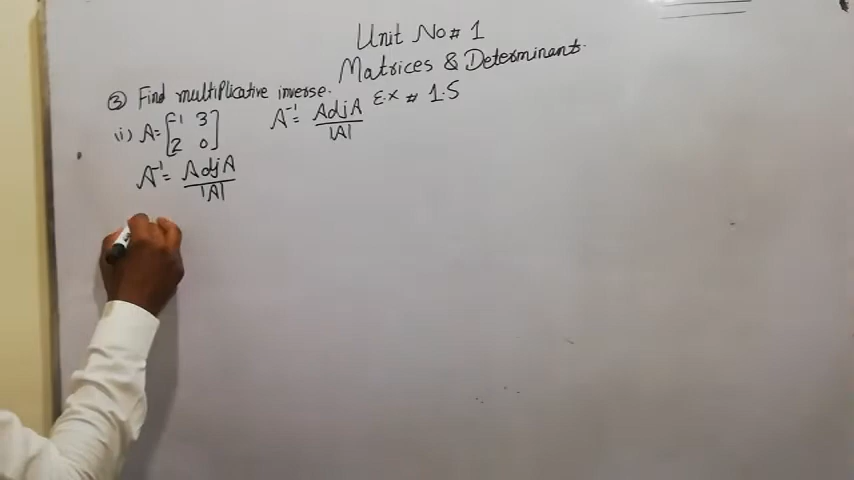 Unit No # 1
Matrices & Determinants.
Ex # 1.5
③ Find multiplicative inverse.
(i) A = [-1 3
2 0]
A⁻¹ = AdjA
|A|
A⁻¹ = AdjA
|A|